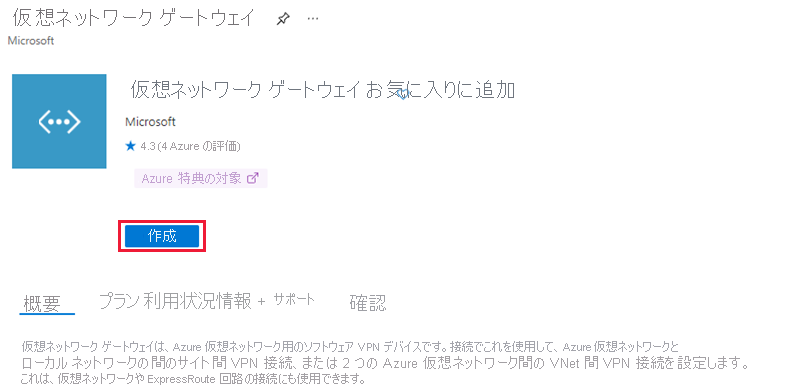 仮想ネットワーク ゲートウェイ
Microsoft
仮想ネットワーク ゲートウェイ お気に入りに追加
Microsoft
★ 4.3 (4 Azure の評価)
Azure 特典の対象
作成
概要 プラン 利用状況情報 + サポート 確認
仮想ネットワーク ゲートウェイは、Azure 仮想ネットワーク用のソフトウェア VPN デバイスです。接続でこれを使用して、Azure 仮想ネットワークと
ローカル ネットワークの間のサイト間 VPN 接続、または 2 つの Azure 仮想ネットワーク間の VNet 間 VPN 接続を設定します。
これは、仮想ネットワークや ExpressRoute 回路の接続にも使用できます。